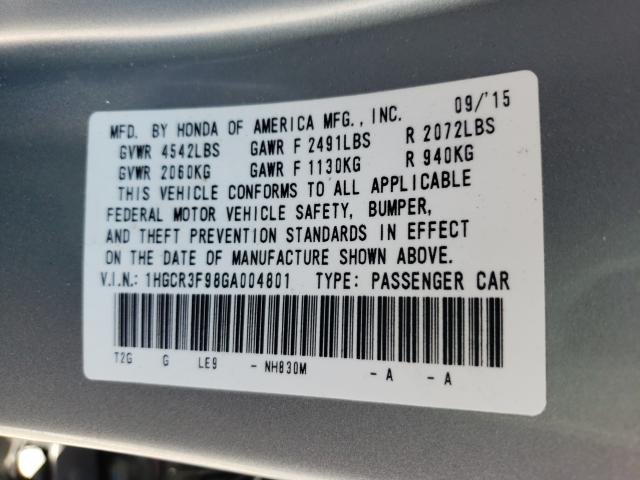 MFD. BY HONDA OF AMERICA MFG., INC. 09/'15
GVWR 4542LBS GAWR F 2491LBS R 2072LBS
GVWR 2060KG GAWR F 1130KG R 940KG
THIS VEHICLE CONFORMS TO ALL APPLICABLE
FEDERAL MOTOR VEHICLE SAFETY, BUMPER,
AND THEFT PREVENTION STANDARDS IN EFFECT
ON THE DATE OF MANUFACTURE SHOWN ABOVE.
V.I.N.: 1HGCR3F98GA004801 TYPE: PASSENGER CAR
T2G G LE9 - NH830M - A - A